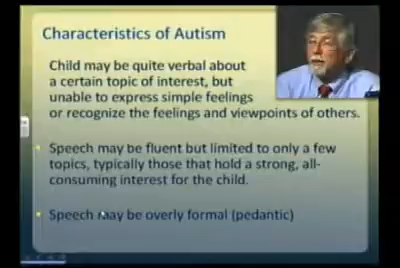 Characteristics of Autism
Child may be quite verbal about
a certain topic of interest, but
unable to express simple feelings
or recognize the feelings and viewpoints of others.
• Speech may be fluent but limited to only a few
topics, typically those that hold a strong, all-
consuming interest for the child.
• Speech may be overly formal (pedantic)